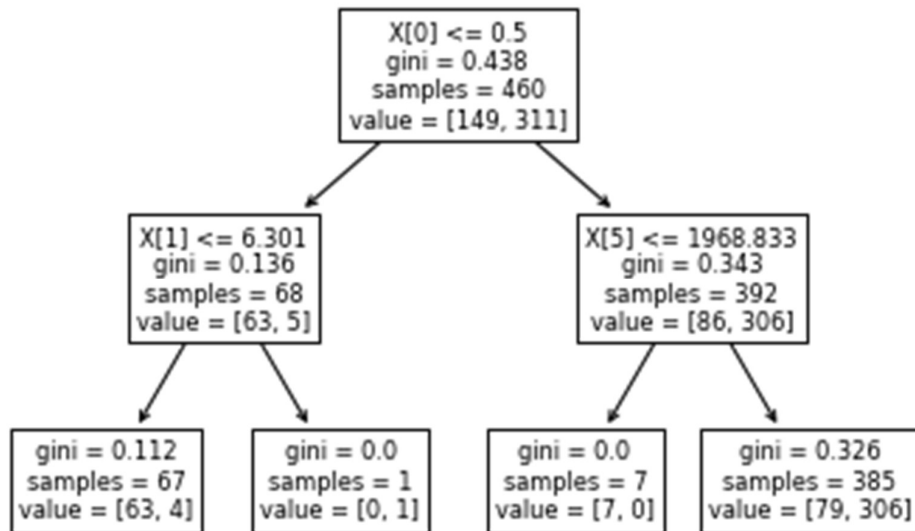 X[0] <= 0.5
gini = 0.438
samples = 460
value = [149, 311]
X[1] <= 6.301
gini = 0.136
samples = 68
value = [63, 5]
X[5] <= 1968.833
gini = 0.343
samples = 392
value = [86, 306]
gini = 0.112
samples = 67
value = [63, 4]
gini = 0.0
samples = 1
value = [0, 1]
gini = 0.0
samples = 7
value = [7, 0]
gini = 0.326
samples = 385
value = [79, 306]